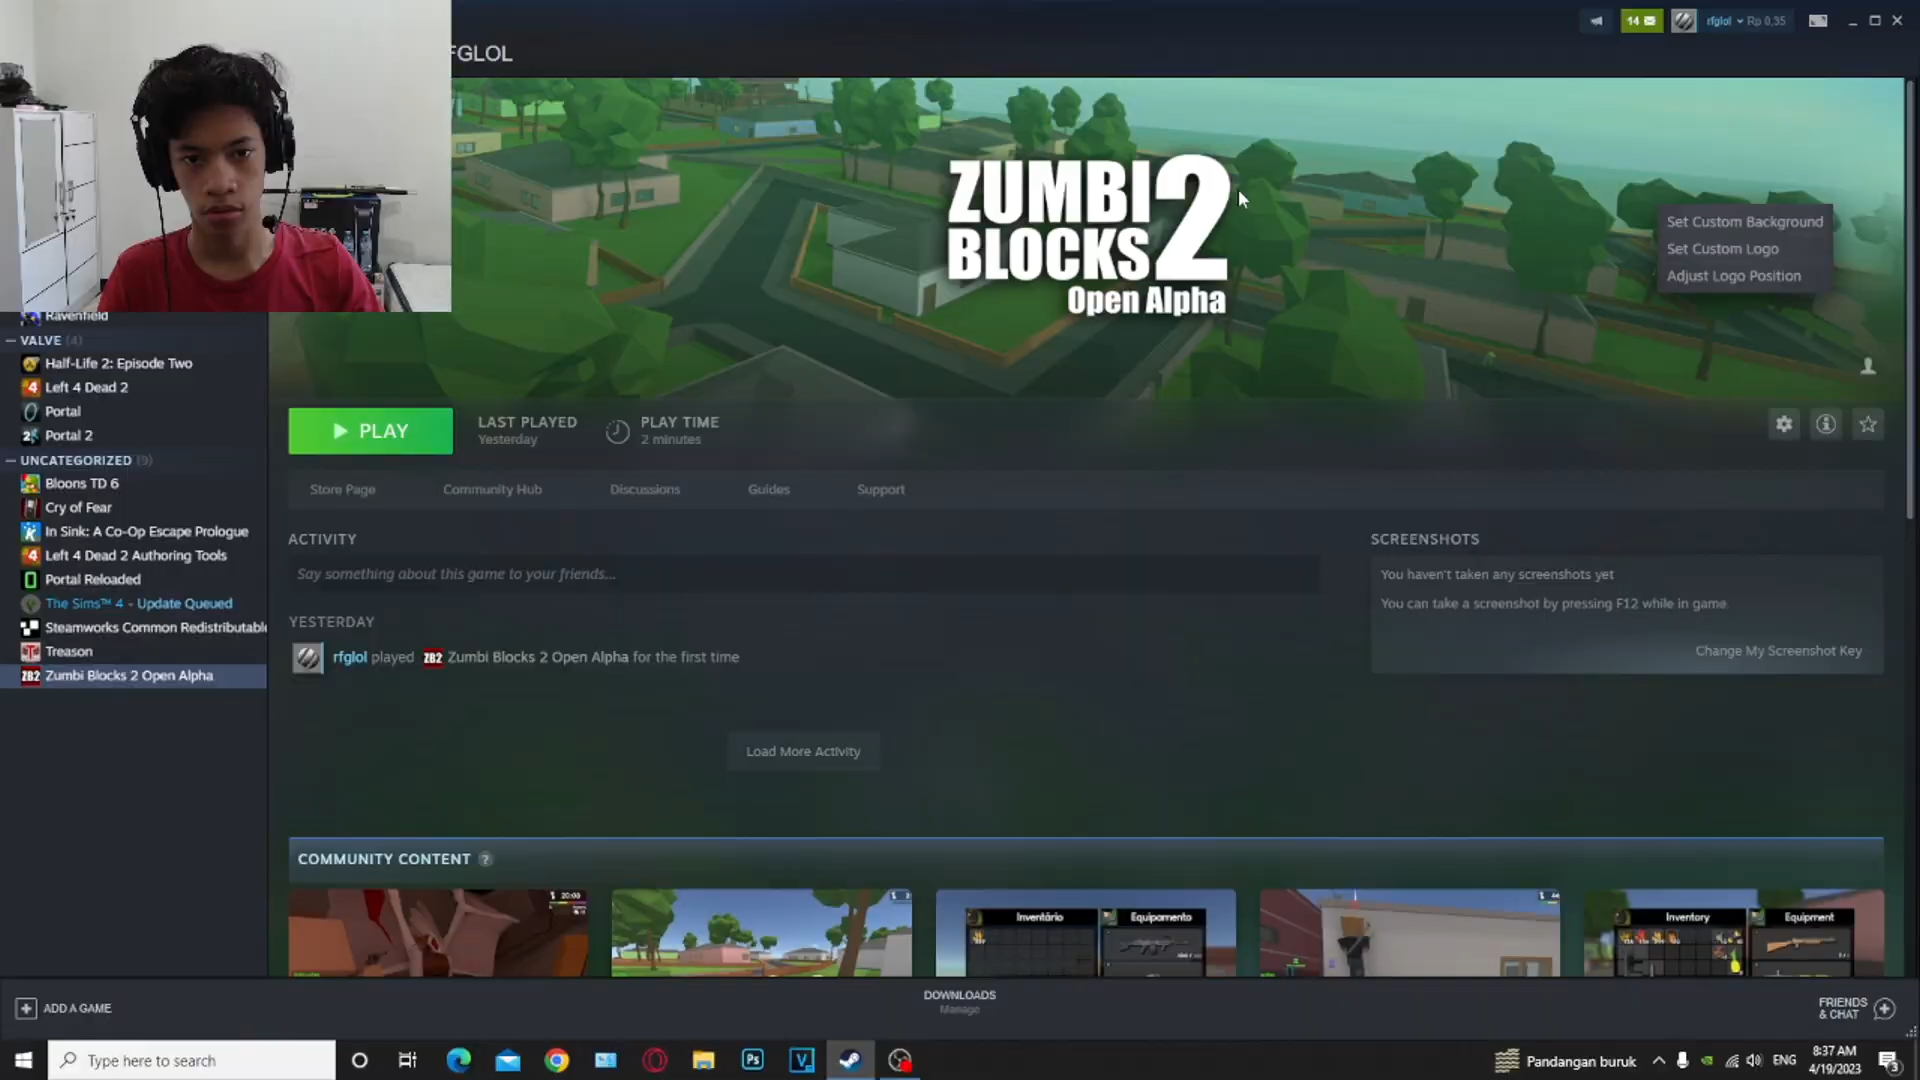 14
rfglol
Rp 0,35
FGLOL
ZUMBI
BLOCKS 2
Open Alpha
Set Custom Background
Set Custom Logo
Adjust Logo Position
Ravenfield
VALVE (4)
Half-Life 2: Episode Two
Left 4 Dead 2
Portal
Portal 2
UNCATEGORIZED (9)
Bloons TD 6
Cry of Fear
In Sink: A Co-Op Escape Prologue
Left 4 Dead 2 Authoring Tools
Portal Reloaded
The Sims™ 4 - Update Queued
Steamworks Common Redistributable
Treason
ZB2 Zumbi Blocks 2 Open Alpha
PLAY
LAST PLAYED
Yesterday
PLAY TIME
2 minutes
Store Page
Community Hub
Discussions
Guides
Support
ACTIVITY
Say something about this game to your friends...
YESTERDAY
rfglol played ZB2 Zumbi Blocks 2 Open Alpha for the first time
Load More Activity
SCREENSHOTS
You haven't taken any screenshots yet
You can take a screenshot by pressing F12 while in game.
Change My Screenshot Key
COMMUNITY CONTENT ?
20:00
Inventário
Equipamento
Inventory
Equipment
ADD A GAME
DOWNLOADS
Manage
FRIENDS
& CHAT
Type here to search
Ps
V
Pandangan buruk
ENG
8:37 AM
4/19/2023
3